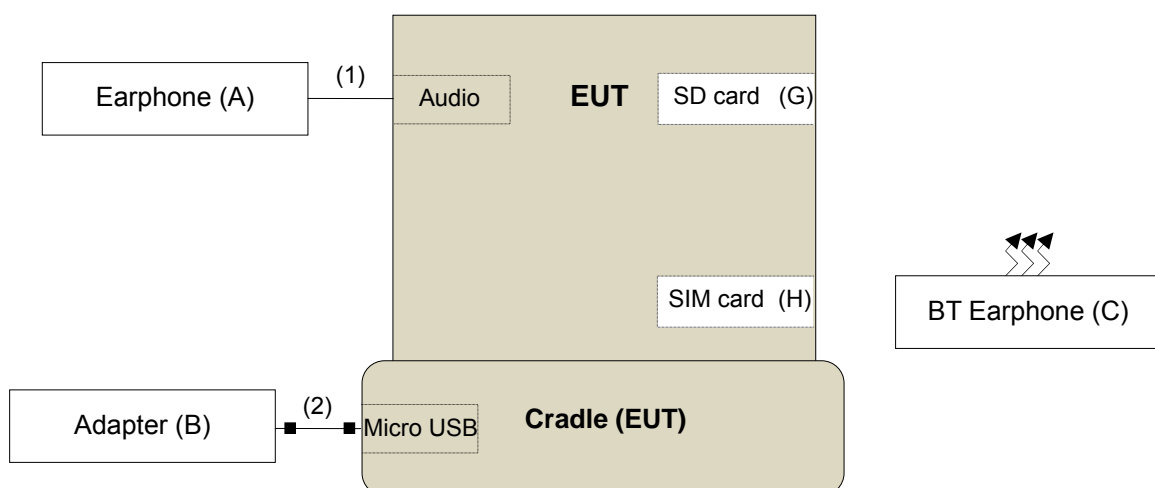 Earphone (A)
(1)
Audio
EUT
SD card (G)
SIM card (H)
BT Earphone (C)
Adapter (B)
(2)
Micro USB
Cradle (EUT)